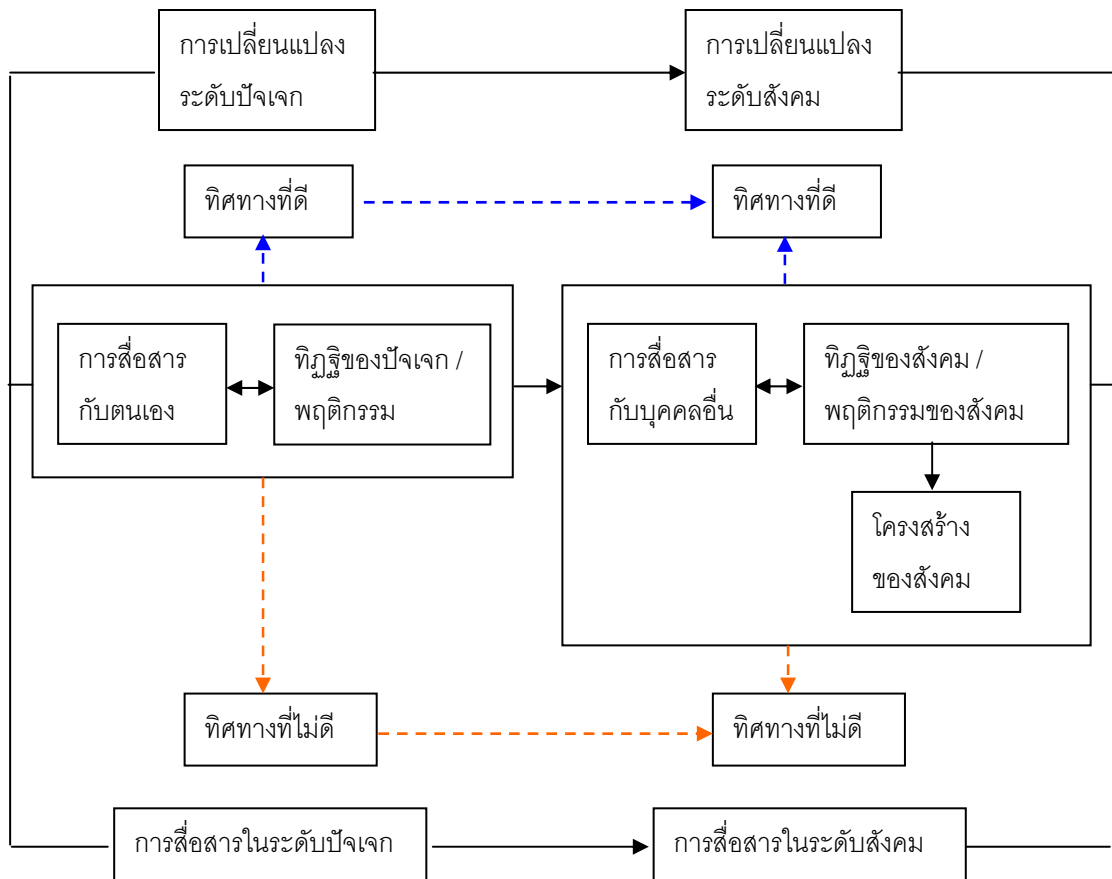 การเปลี่ยนแปลง
ระดับปัจเจก
การเปลี่ยนแปลง
ระดับสังคม
ทิศทางที่ดี
ทิศทางที่ดี
การสื่อสาร
กับตนเอง
ทิฏฐิของปัจเจก /
พฤติกรรม
การสื่อสาร
กับบุคคลอื่น
ทิฏฐิของสังคม /
พฤติกรรมของสังคม
โครงสร้าง
ของสังคม
ทิศทางที่ไม่ดี
ทิศทางที่ไม่ดี
การสื่อสารในระดับปัจเจก
การสื่อสารในระดับสังคม